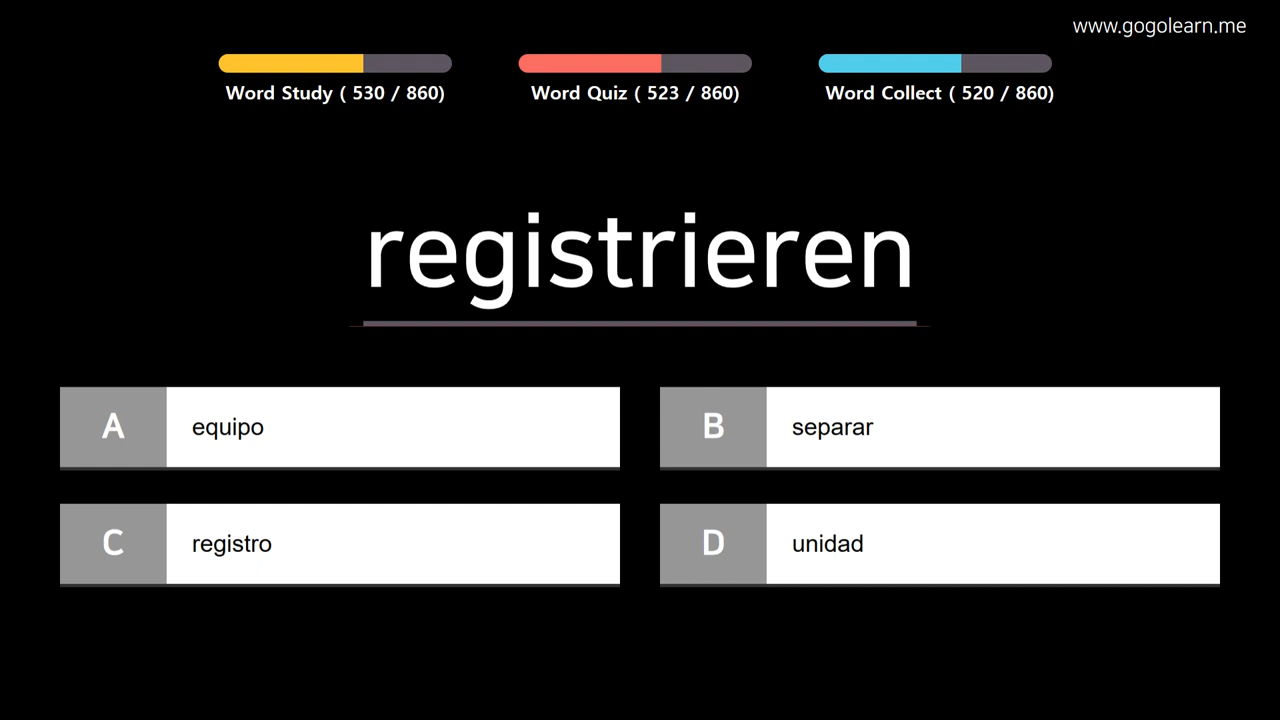 www.gogolearn.me
Word Study ( 530 / 860)
Word Quiz ( 523 / 860)
Word Collect ( 520 / 860)
registrieren
A equipo
B separar
C registro
D unidad